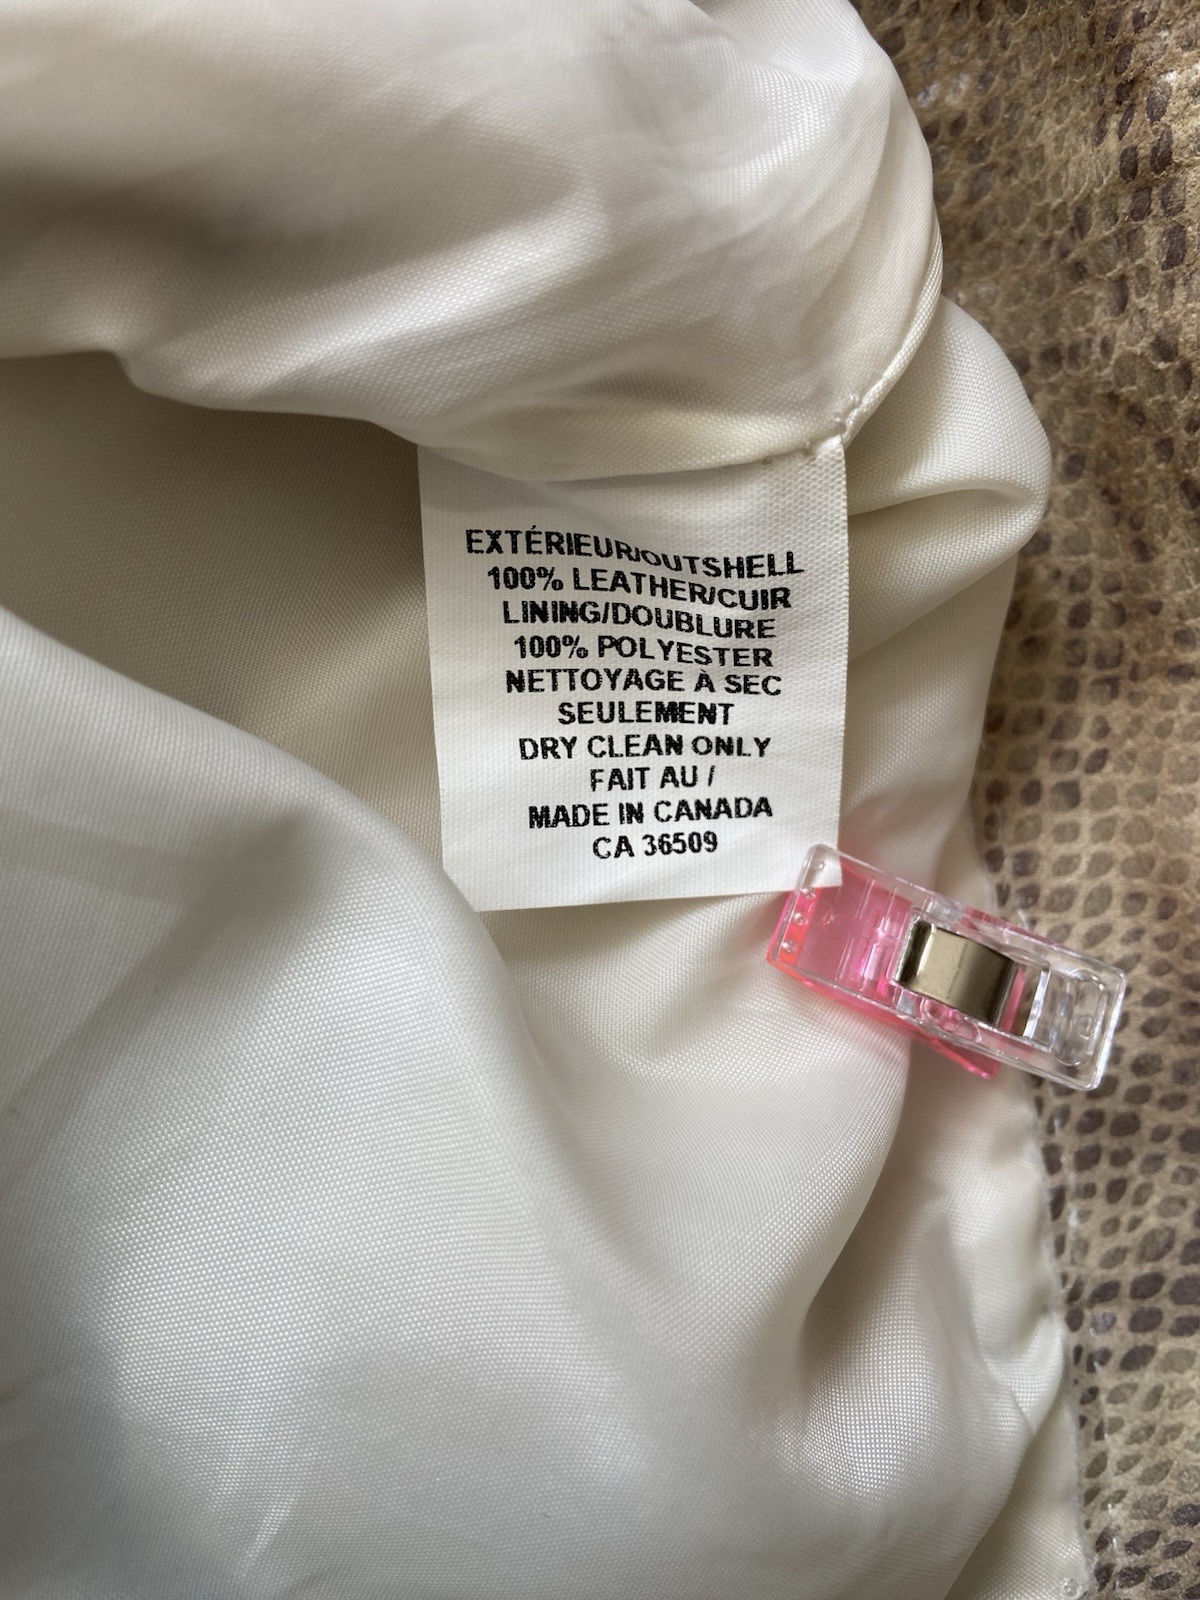 EXTÉRIEUR/OUTSHELL
100% LEATHER/CUIR
LINING/DOUBLURE
100% POLYESTER
NETTOYAGE À SEC
SEULEMENT
DRY CLEAN ONLY
FAIT AU /
MADE IN CANADA
CA 36509